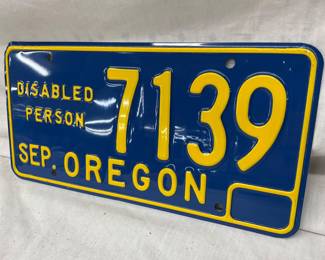 DISABLED
PERSON
7139
SEP. OREGON